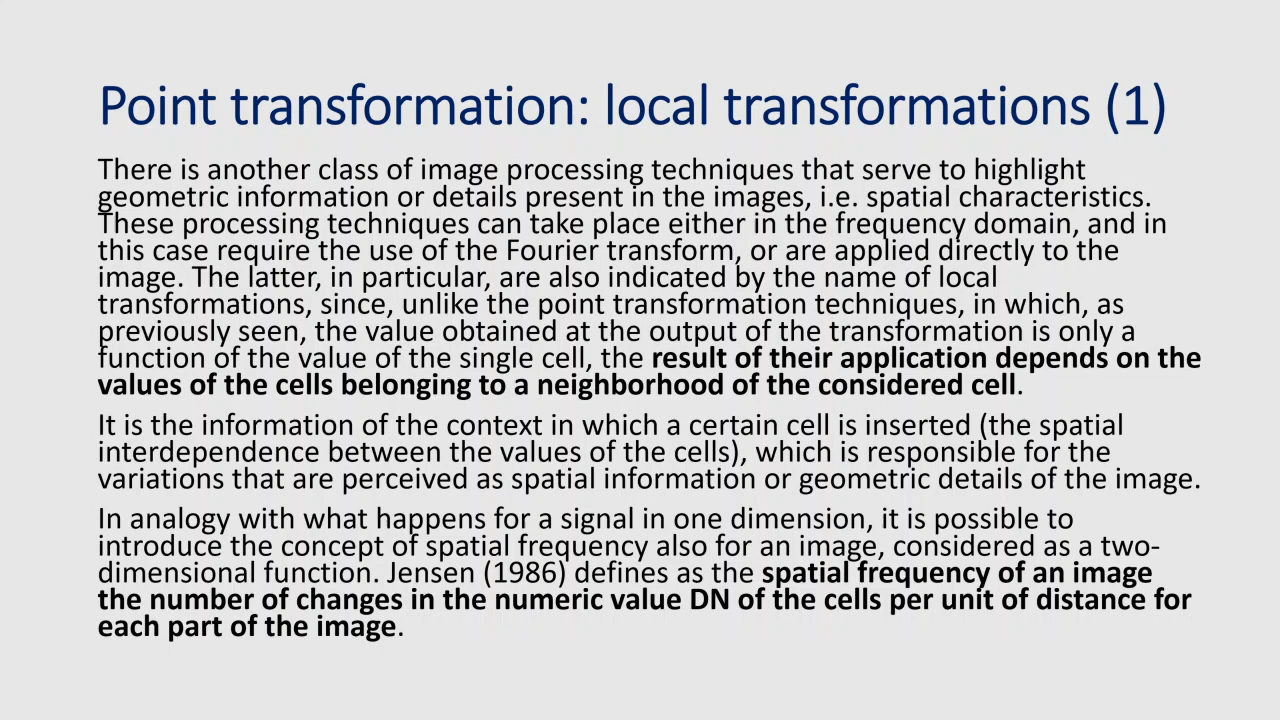 Point transformation: local transformations (1)
There is another class of image processing techniques that serve to highlight
geometric information or details present in the images, i.e. spatial characteristics.
These processing techniques can take place either in the frequency domain, and in
this case require the use of the Fourier transform, or are applied directly to the
image. The latter, in particular, are also indicated by the name of local
transformations, since, unlike the point transformation techniques, in which, as
previously seen, the value obtained at the output of the transformation is only a
function of the value of the single cell, the result of their application depends on the
values of the cells belonging to a neighborhood of the considered cell.
It is the information of the context in which a certain cell is inserted (the spatial
interdependence between the values of the cells), which is responsible for the
variations that are perceived as spatial information or geometric details of the image.
In analogy with what happens for a signal in one dimension, it is possible to
introduce the concept of spatial frequency also for an image, considered as a two-
dimensional function. Jensen (1986) defines as the spatial frequency of an image
the number of changes in the numeric value DN of the cells per unit of distance for
each part of the image.